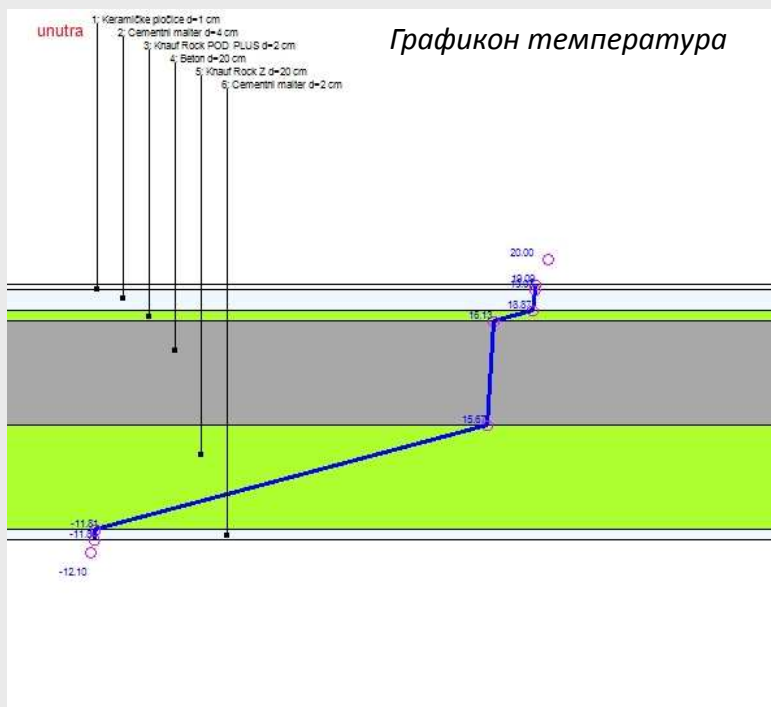 unutra
Графикон температура
1; Keramičke pločice d=1 cm
2; Cementni malter d=4 cm
3; Knauf Rock POD PLUS d=2 cm
4; Beton d=20 cm
5; Knauf Rock Z d=20 cm
6; Cementni malter d=2 cm
20.00
19.09
18.87
16.13
15.67
-11.81
-12.10